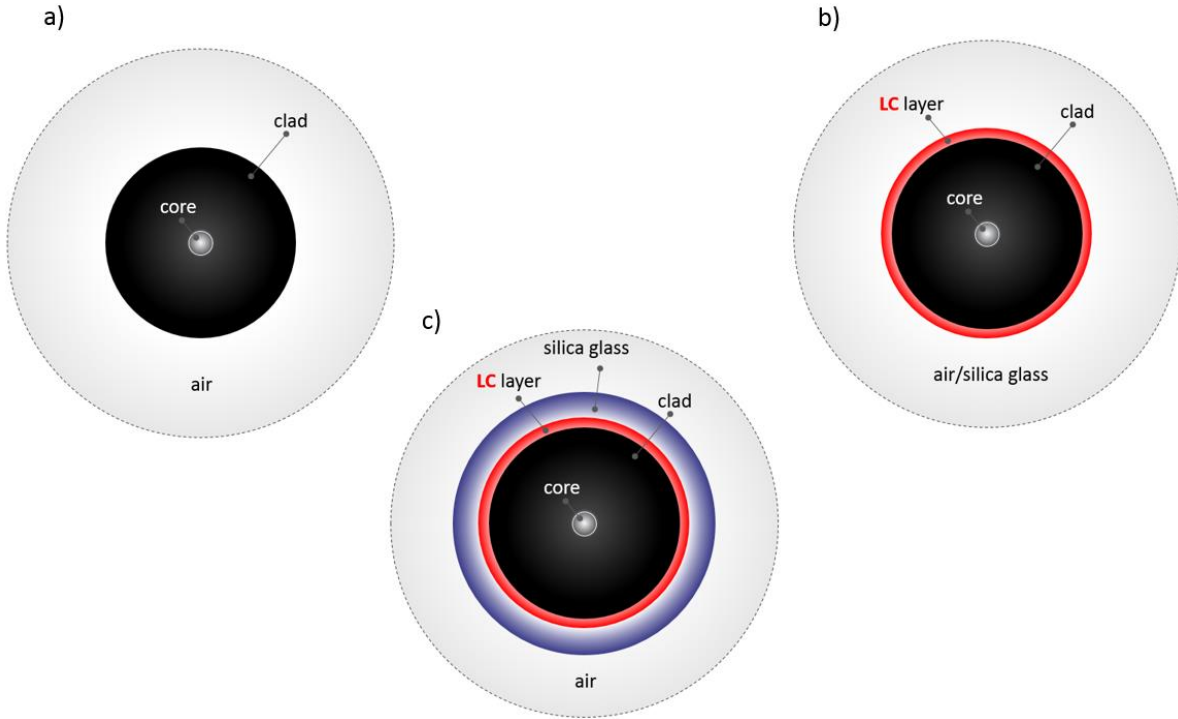 a)
clad
core
air
b)
LC layer
clad
core
air/silica glass
c)
silica glass
LC layer
clad
core
air